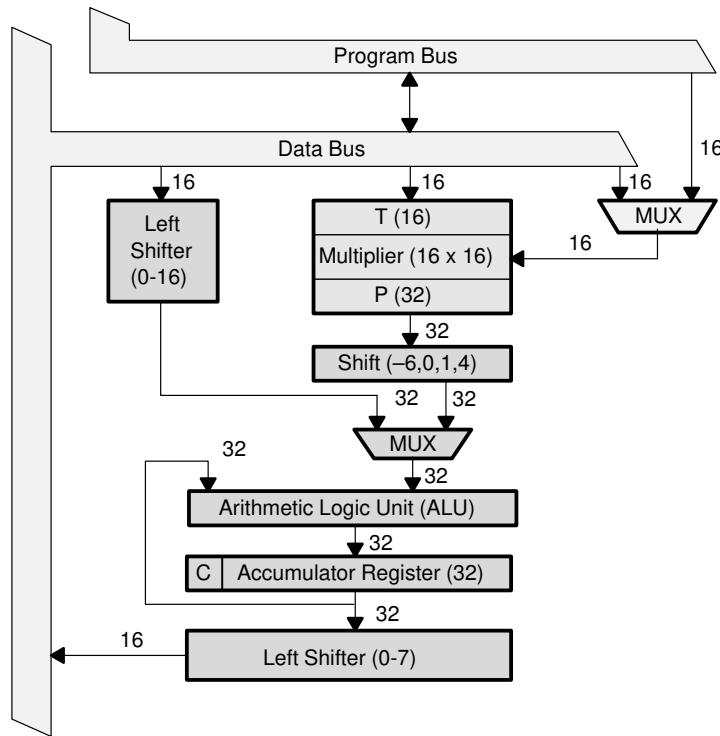 Program Bus
Data Bus
16
16
16
16
16
Left
Shifter
(0-16)
T (16)
Multiplier (16 x 16)
P (32)
MUX
16
32
Shift (–6,0,1,4)
32
32
MUX
32
32
Arithmetic Logic Unit (ALU)
32
C
Accumulator Register (32)
32
16
Left Shifter (0-7)